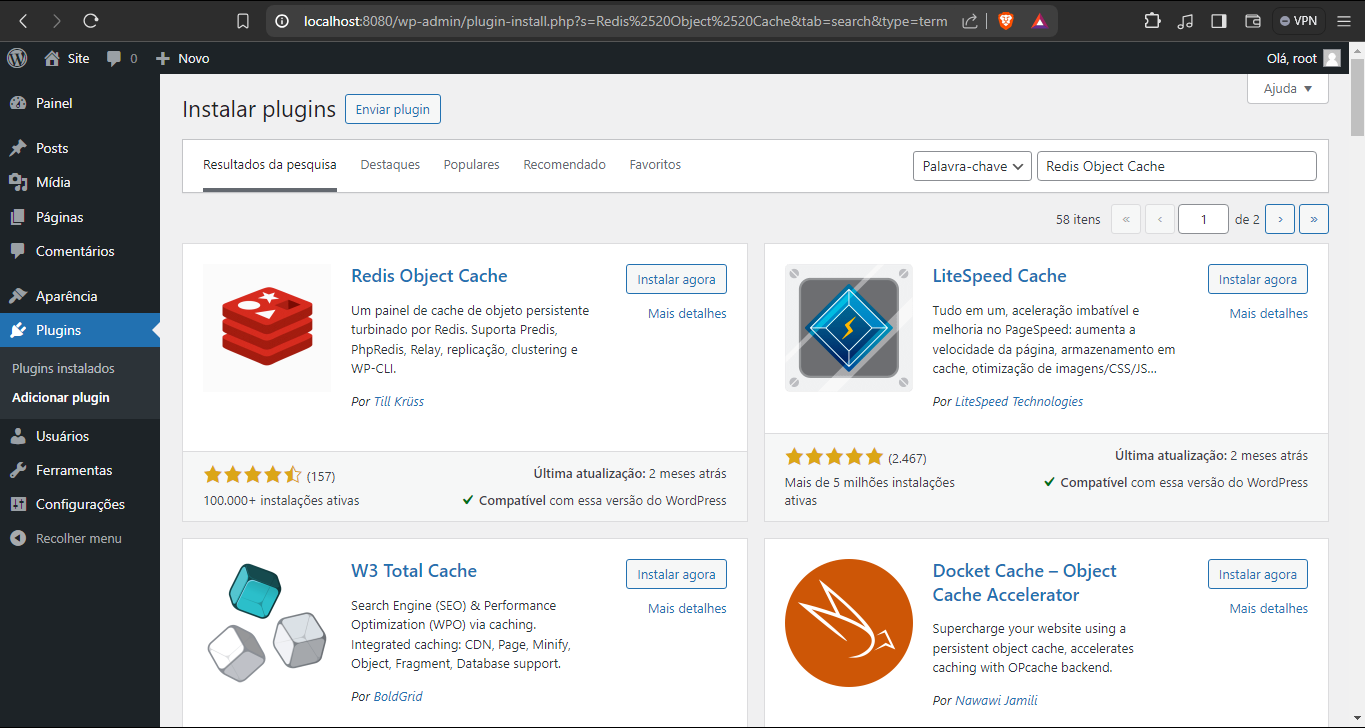 localhost:8080/wp-admin/plugin-install.php?s=Redis%2520Object%2520Cache&tab=search&type=term
VPN
Site
0
Novo
Olá, root
Painel
Posts
Mídia
Páginas
Comentários
Aparência
Plugins
Plugins instalados
Adicionar plugin
Usuários
Ferramentas
Configurações
Recolher menu
Ajuda ▼
Instalar plugins
Enviar plugin
Resultados da pesquisa
Destaques
Populares
Recomendado
Favoritos
Palavra-chave
Redis Object Cache
58 itens
«
‹
1
de 2
›
»
Redis Object Cache
Instalar agora
Mais detalhes
Um painel de cache de objeto persistente
turbinado por Redis. Suporta Predis,
PhpRedis, Relay, replicação, clustering e
WP-CLI.
Por Till Krüss
(157)
100.000+ instalações ativas
Última atualização: 2 meses atrás
✔ Compatível com essa versão do WordPress
LiteSpeed Cache
Instalar agora
Mais detalhes
Tudo em um, aceleração imbatível e
melhoria no PageSpeed: aumenta a
velocidade da página, armazenamento em
cache, otimização de imagens/CSS/JS...
Por LiteSpeed Technologies
(2.467)
Mais de 5 milhões instalações
ativas
Última atualização: 2 meses atrás
✔ Compatível com essa versão do WordPress
W3 Total Cache
Instalar agora
Mais detalhes
Search Engine (SEO) & Performance
Optimization (WPO) via caching.
Integrated caching: CDN, Page, Minify,
Object, Fragment, Database support.
Por BoldGrid
Docket Cache – Object
Cache Accelerator
Instalar agora
Mais detalhes
Supercharge your website using a
persistent object cache, accelerates
caching with OPcache backend.
Por Nawawi Jamili